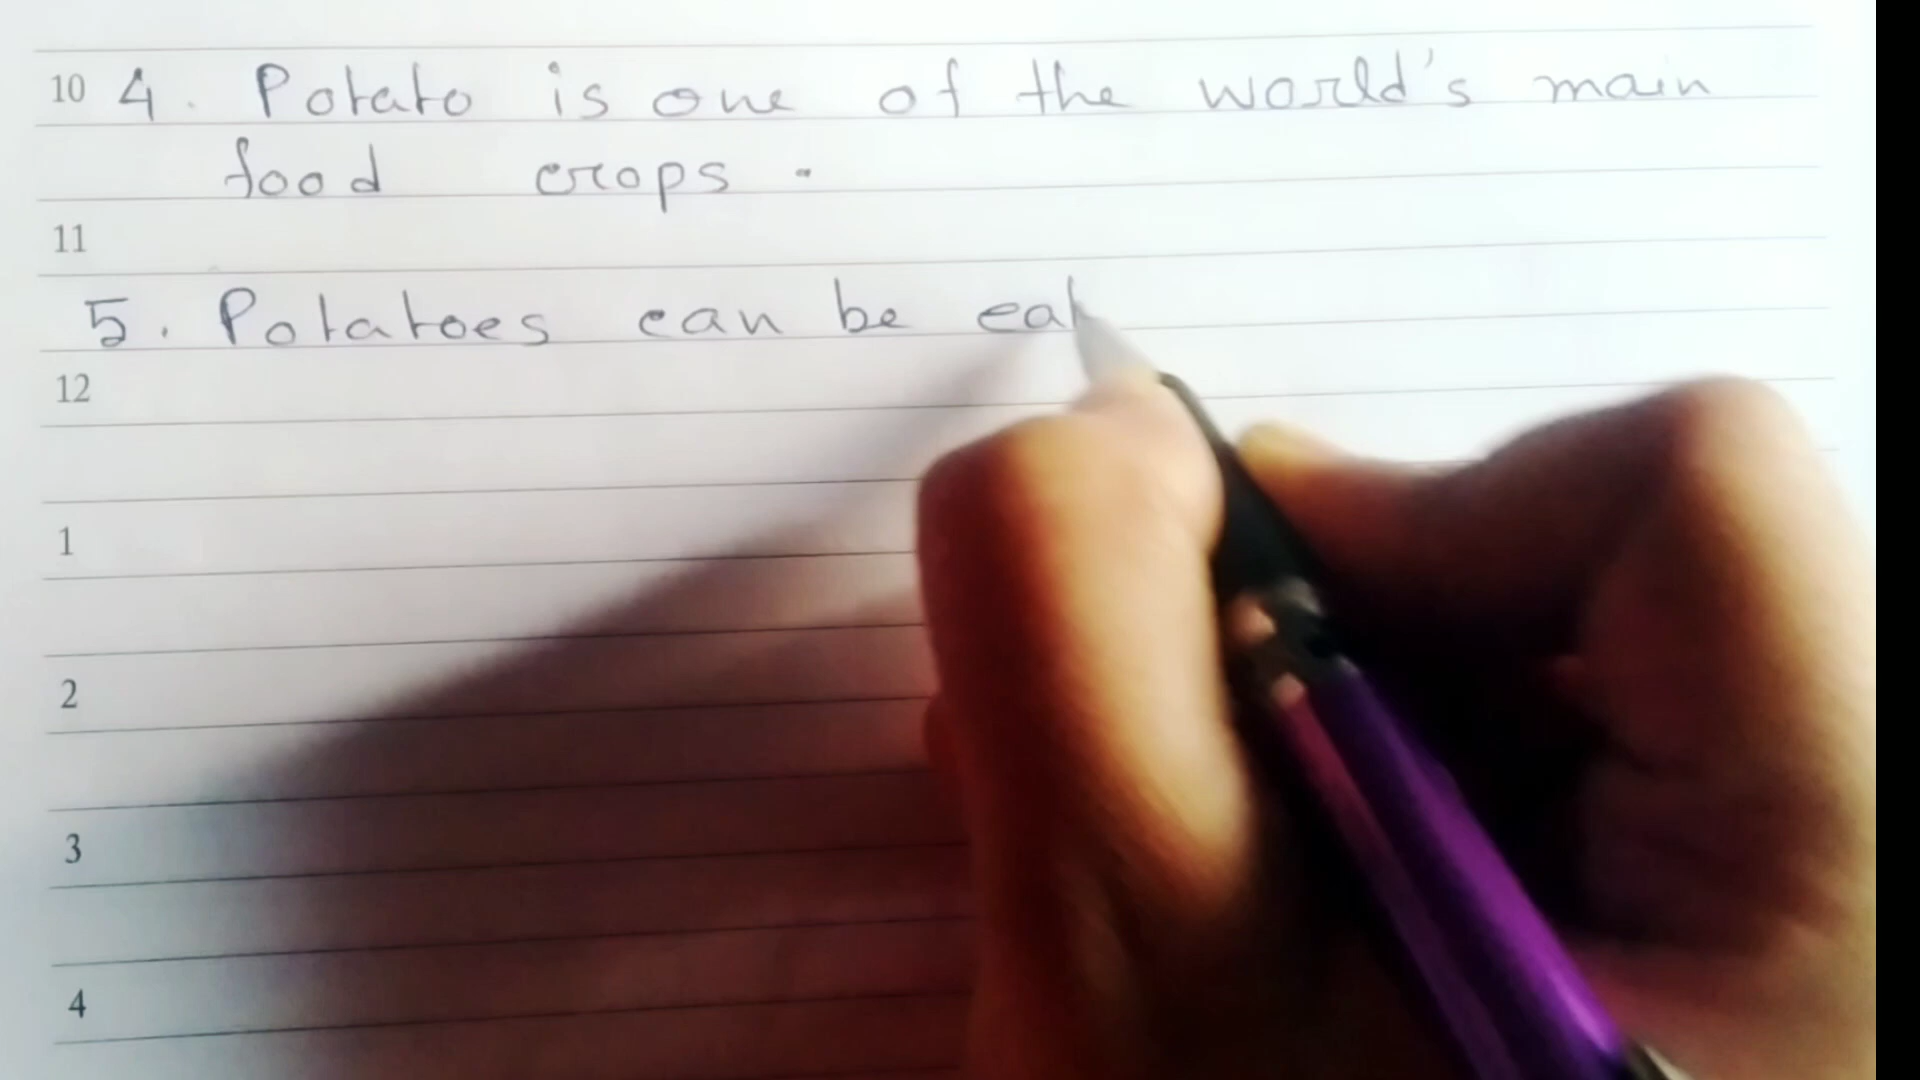 10 4. Potato is one of the world's main
food crops.
11
5. Potatoes can be eat
12
1
2
3
4